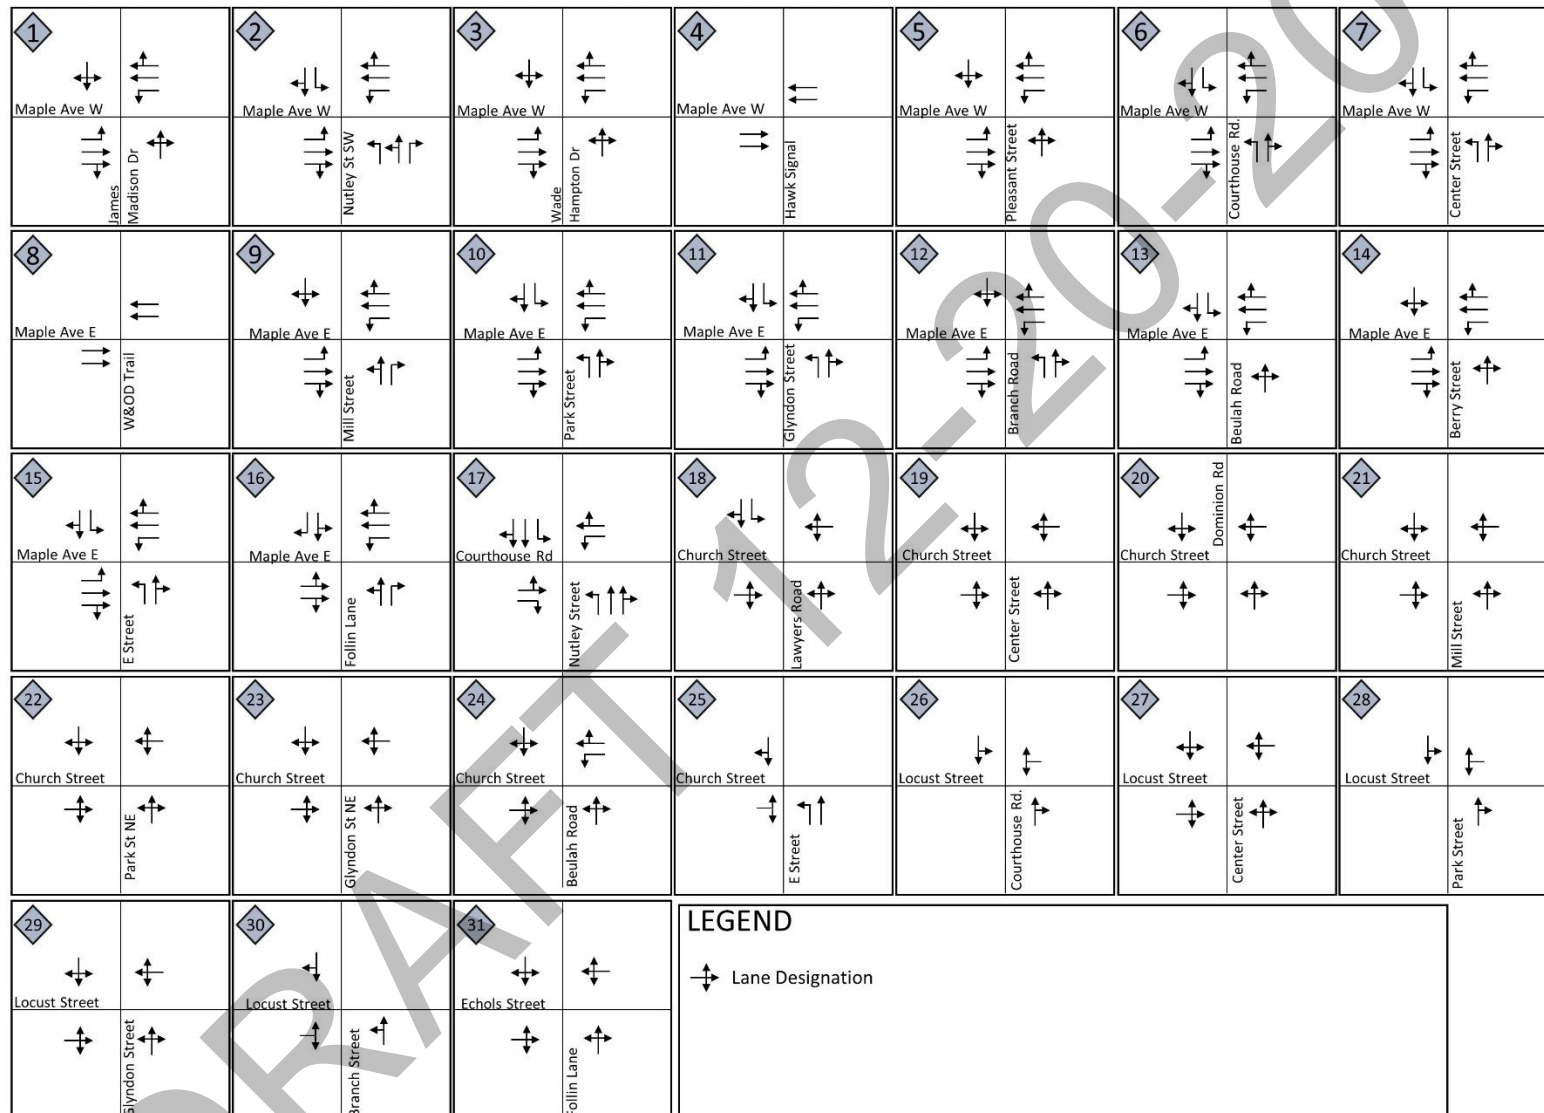 1
Maple Ave W
James
Madison Dr
2
Maple Ave W
Nutley St SW
3
Maple Ave W
Wade
Hampton Dr
4
Maple Ave W
Hawk Signal
5
Maple Ave W
Pleasant Street
6
Maple Ave W
Courthouse Rd.
7
Maple Ave W
Center Street
8
Maple Ave E
W&OD Trail
9
Maple Ave E
Mill Street
10
Maple Ave E
Park Street
11
Maple Ave E
Glyndon Street
12
Maple Ave E
Branch Road
13
Maple Ave E
Beulah Road
14
Maple Ave E
Berry Street
15
Maple Ave E
E Street
16
Maple Ave E
Follin Lane
17
Courthouse Rd
Nutley Street
18
Church Street
Lawyers Road
19
Church Street
Center Street
20
Church Street
Dominion Rd
21
Church Street
Mill Street
22
Church Street
Park St NE
23
Church Street
Glyndon St NE
24
Church Street
Beulah Road
25
Church Street
E Street
26
Locust Street
Courthouse Rd.
27
Locust Street
Center Street
28
Locust Street
Park Street
29
Locust Street
Glyndon Street
30
Locust Street
Branch Street
31
Echols Street
Follin Lane
LEGEND
Lane Designation
DRAFT 12-20-20